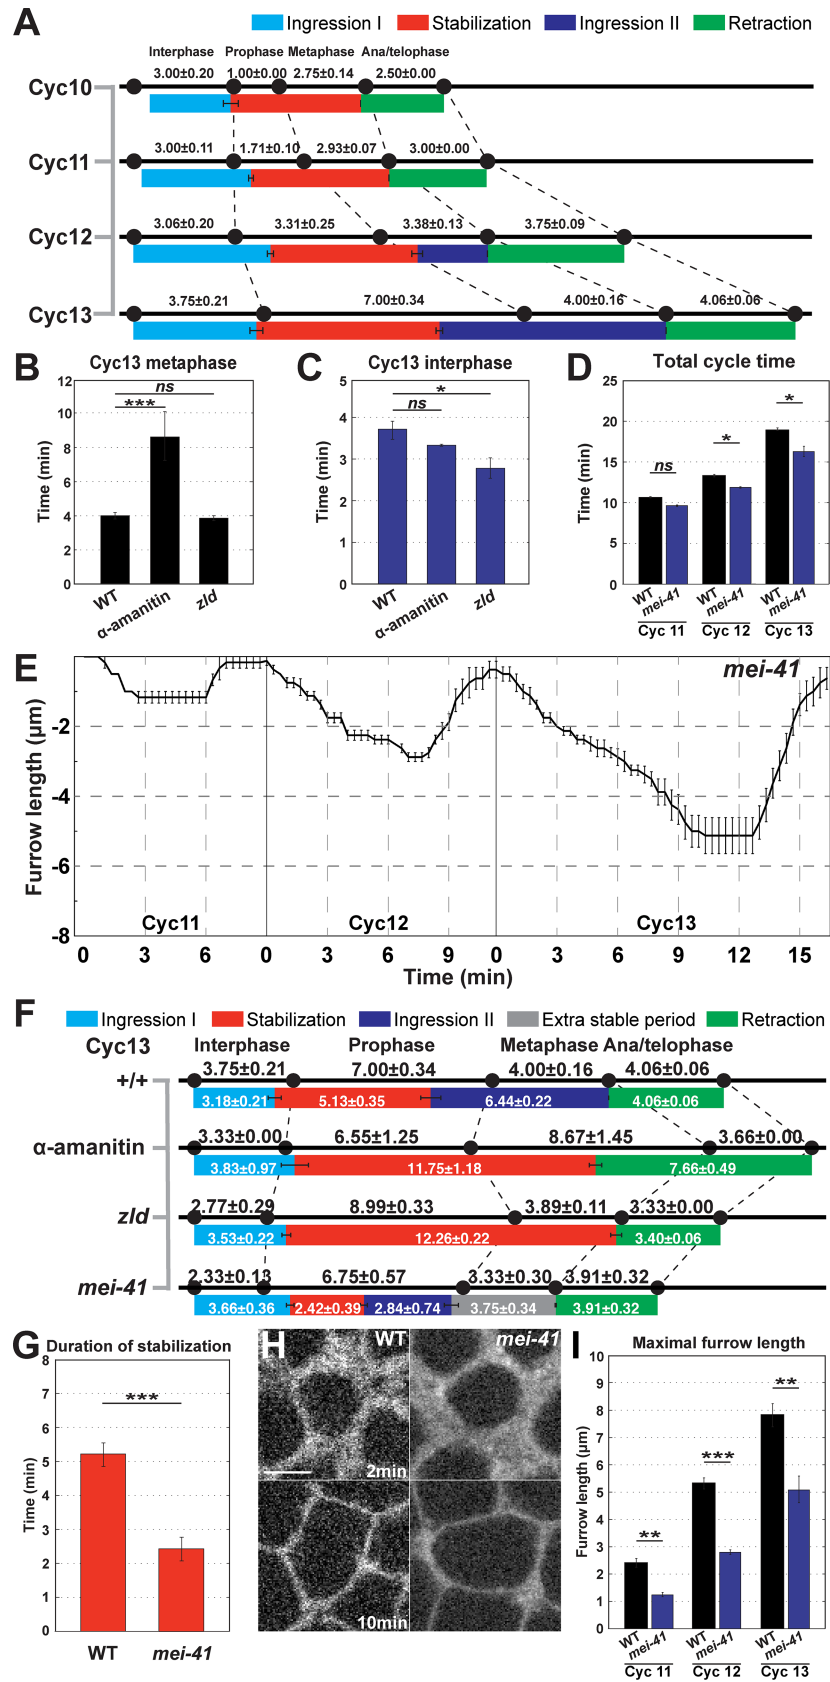 A
Ingression I Stabilization Ingression II Retraction
Interphase Prophase Metaphase Ana/telophase
3.00±0.20 1.00±0.00 2.75±0.14 2.50±0.00
Cyc10
3.00±0.11 1.71±0.10 2.93±0.07 3.00±0.00
Cyc11
3.06±0.20 3.31±0.25 3.38±0.13 3.75±0.09
Cyc12
3.75±0.21 7.00±0.34 4.00±0.16 4.06±0.06
Cyc13
B
Cyc13 metaphase
Time (min)
12
10
8
6
4
2
0
ns
***
WT α-amanitin zld
C
Cyc13 interphase
Time (min)
5
4
3
2
1
0
*
ns
WT α-amanitin zld
D
Total cycle time
Time (min)
25
20
15
10
5
0
ns * *
WT mei-41 WT mei-41 WT mei-41
Cyc 11 Cyc 12 Cyc 13
E
mei-41
Furrow length (μm)
-2
-4
-6
-8
Cyc11 Cyc12 Cyc13
0 3 6 0 3 6 9 0 3 6 9 12 15
Time (min)
F
Ingression I Stabilization Ingression II Extra stable period Retraction
Cyc13 Interphase Prophase Metaphase Ana/telophase
3.75±0.21 7.00±0.34 4.00±0.16 4.06±0.06
+/+
3.18±0.21 5.13±0.35 6.44±0.22 4.06±0.06
α-amanitin 3.33±0.00 6.55±1.25 8.67±1.45 3.66±0.00
3.83±0.97 11.75±1.18 7.66±0.49
zld 2.77±0.29 8.99±0.33 3.89±0.11 3.33±0.00
3.53±0.22 12.26±0.22 3.40±0.06
mei-41 2.33±0.13 6.75±0.57 3.33±0.30 3.91±0.32
3.66±0.36 2.42±0.39 2.84±0.74 3.75±0.34 3.91±0.32
G
Duration of stabilization
Time (min)
8
7
6
5
4
3
2
1
0
***
WT mei-41
H
WT mei-41
2min
10min
I
Maximal furrow length
Furrow length (μm)
10
9
8
7
6
5
4
3
2
1
0
** *** **
WT mei-41 WT mei-41 WT mei-41
Cyc 11 Cyc 12 Cyc 13